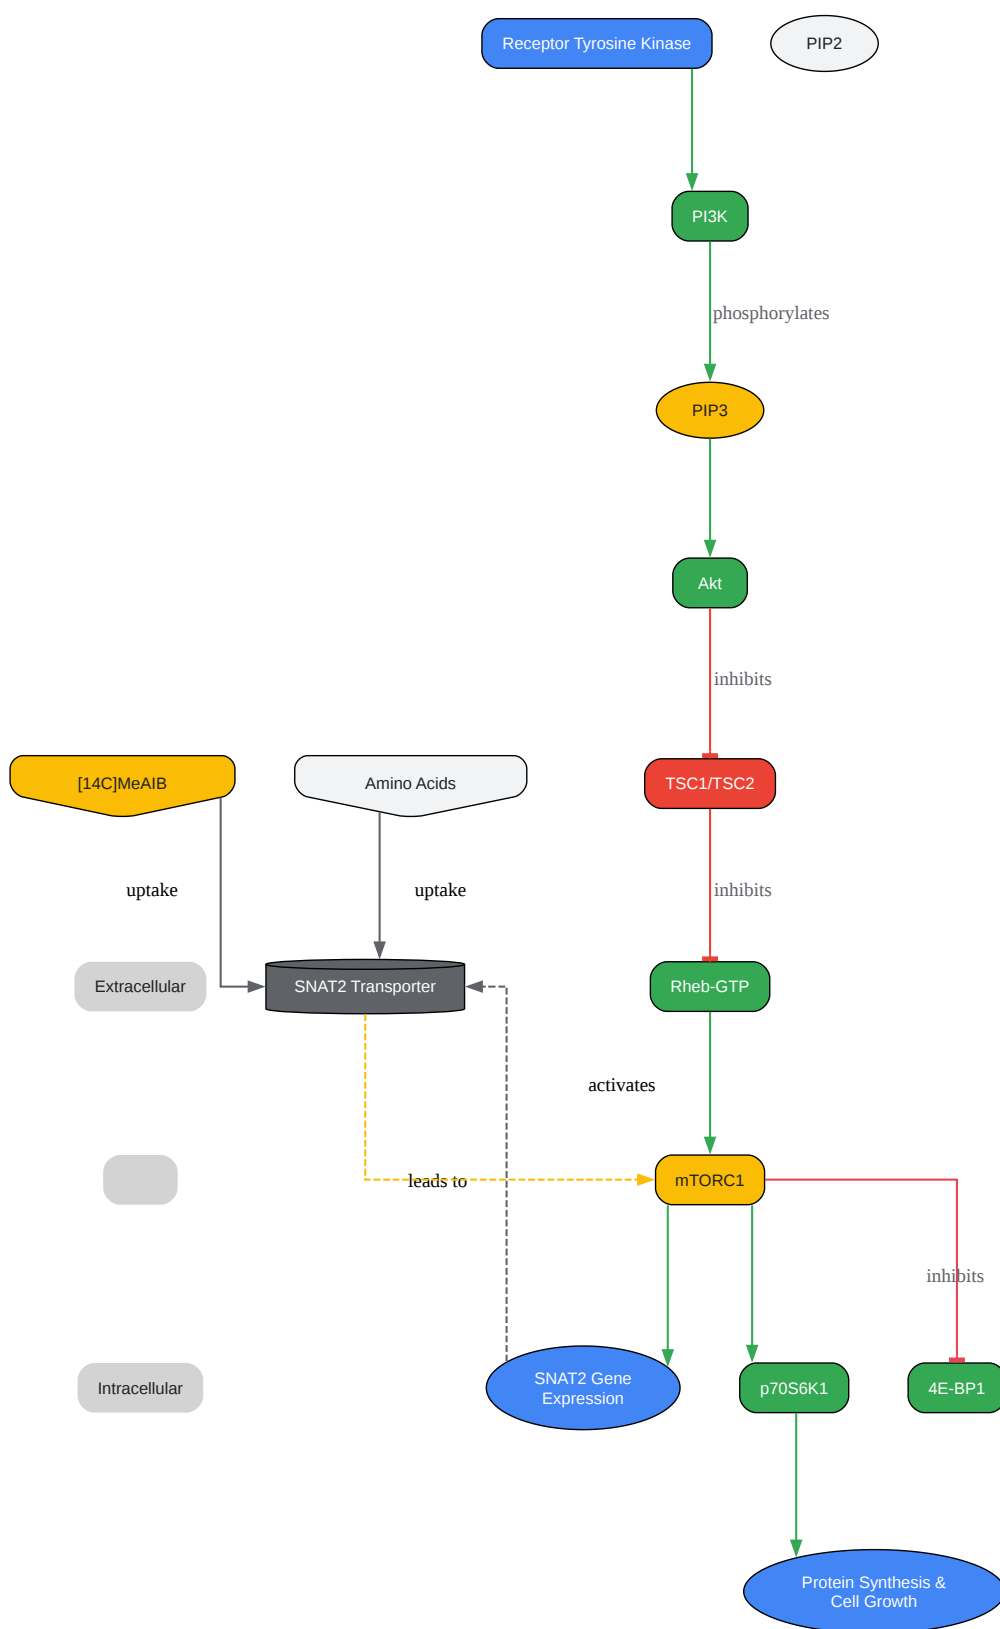 Receptor Tyrosine Kinase
PIP2
PI3K
phosphorylates
PIP3
Akt
inhibits
[14C]MeAIB
Amino Acids
TSC1/TSC2
uptake
uptake
inhibits
Extracellular
SNAT2 Transporter
Rheb-GTP
activates
leads to
mTORC1
inhibits
Intracellular
SNAT2 Gene
Expression
p70S6K1
4E-BP1
Protein Synthesis &
Cell Growth